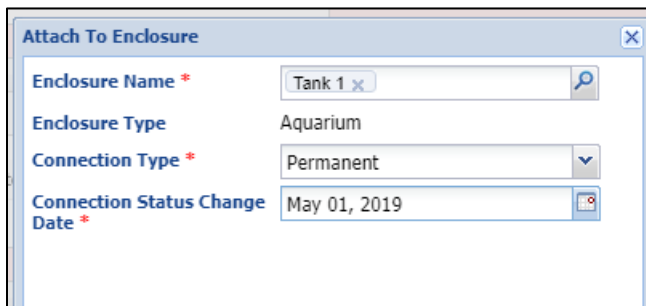 Attach To Enclosure
Enclosure Name * Tank 1 x
Enclosure Type Aquarium
Connection Type * Permanent
Connection Status Change May 01, 2019
Date *